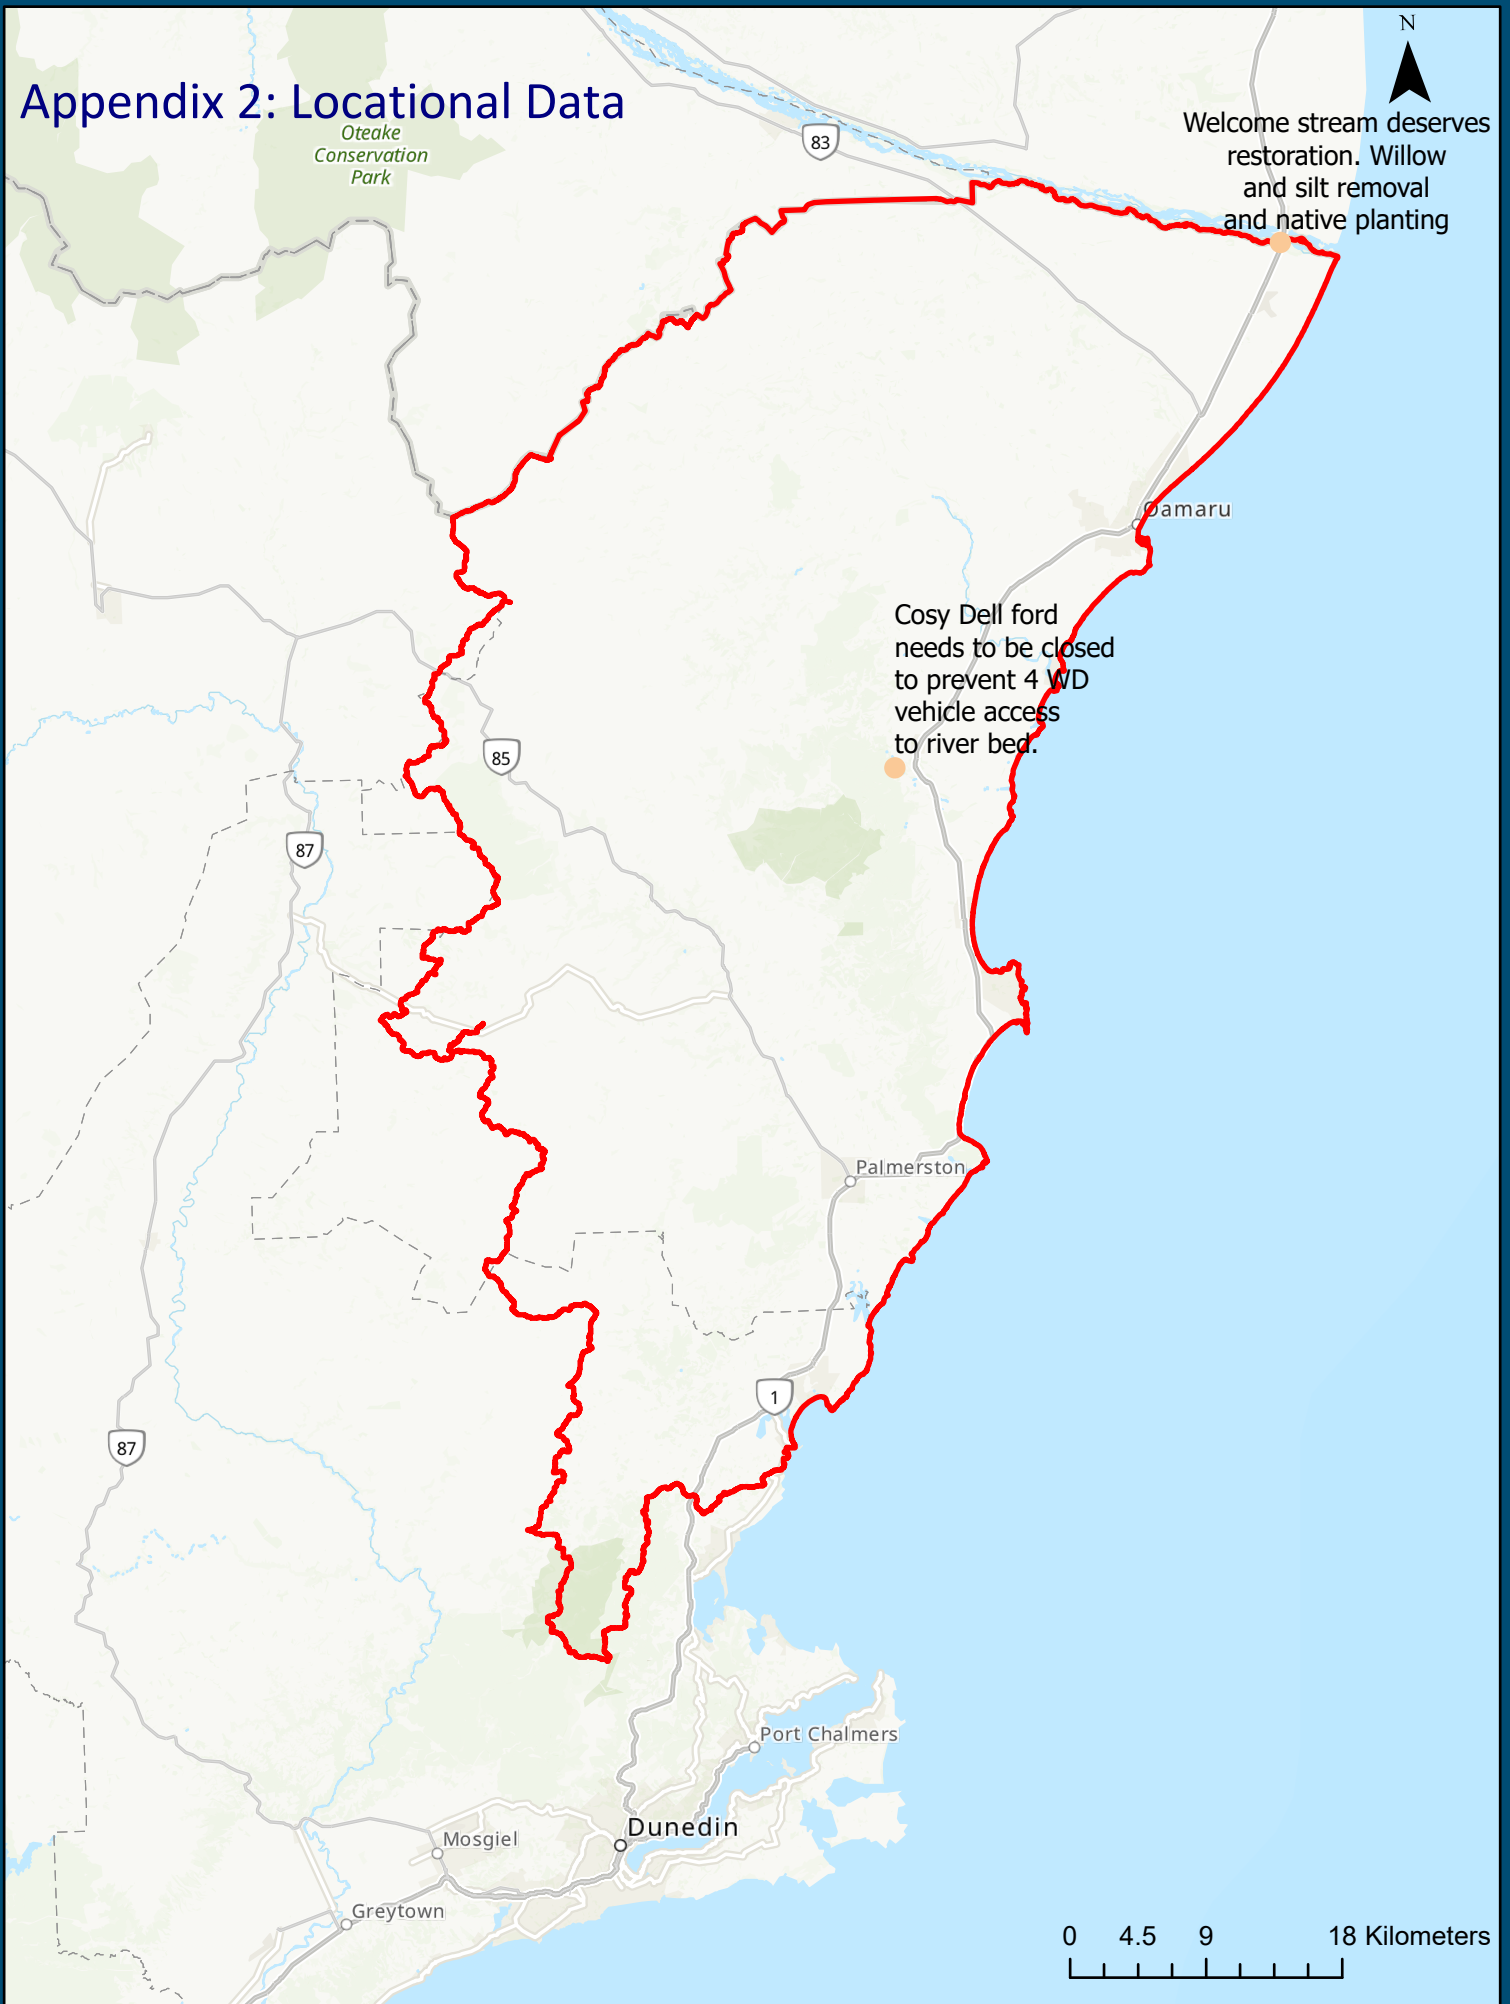 N
Appendix 2: Locational Data
Oteake
Conservation
Park
83
Welcome stream deserves
restoration. Willow
and silt removal
and native planting
Oamaru
Cosy Dell ford
needs to be closed
to prevent 4 WD
vehicle access
to river bed.
85
87
Palmerston
1
87
Port Chalmers
Dunedin
Mosgiel
Greytown
0 4.5 9 18 Kilometers